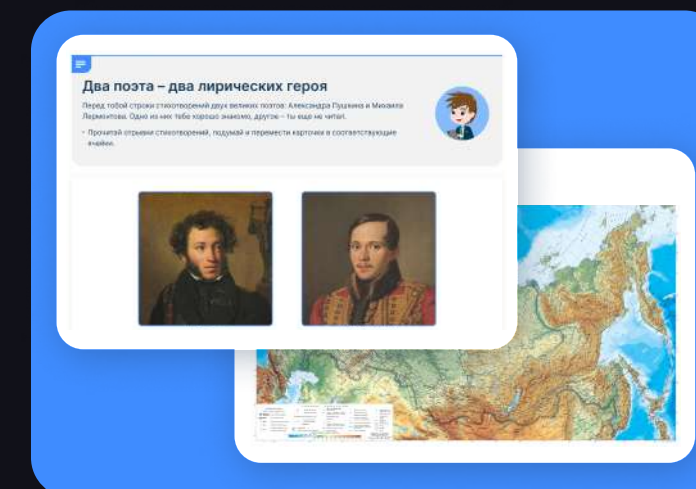 Два поэта – два лирических героя
Перед тобой строки стихотворений двух великих поэтов: Александра Пушкина и Михаила
Лермонтова. Одно из них тебе хорошо знакомо, другое – ты еще не читал.
• Прочитай отрывки стихотворений, подумай и перемести карточки в соответствующие
ячейки.